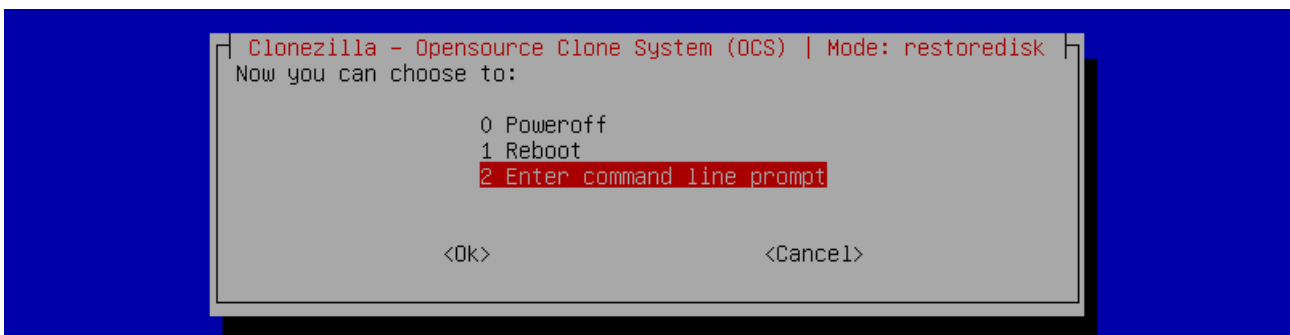 Clonezilla - Opensource Clone System (OCS) | Mode: restoredisk
Now you can choose to:
0 Poweroff
1 Reboot
2 Enter command line prompt
<Ok> <Cancel>